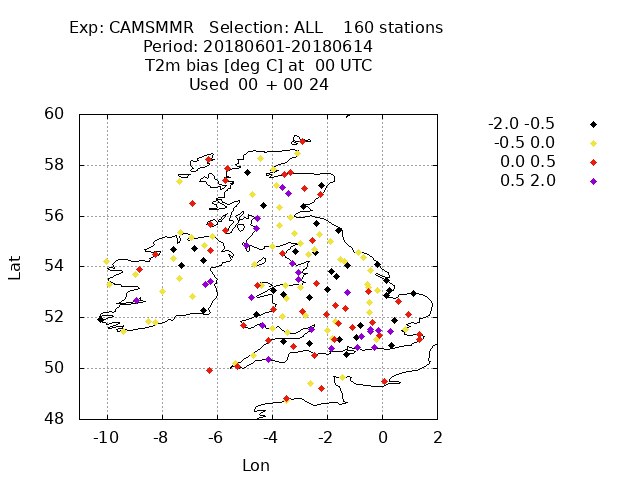 Exp: CAMSMMR Selection: ALL 160 stations
Period: 20180601-20180614
T2m bias [deg C] at 00 UTC
Used 00 + 00 24
-2.0 -0.5
-0.5 0.0
0.0 0.5
0.5 2.0
60
58
56
54
52
50
48
Lat
-10 -8 -6 -4 -2 0 2
Lon